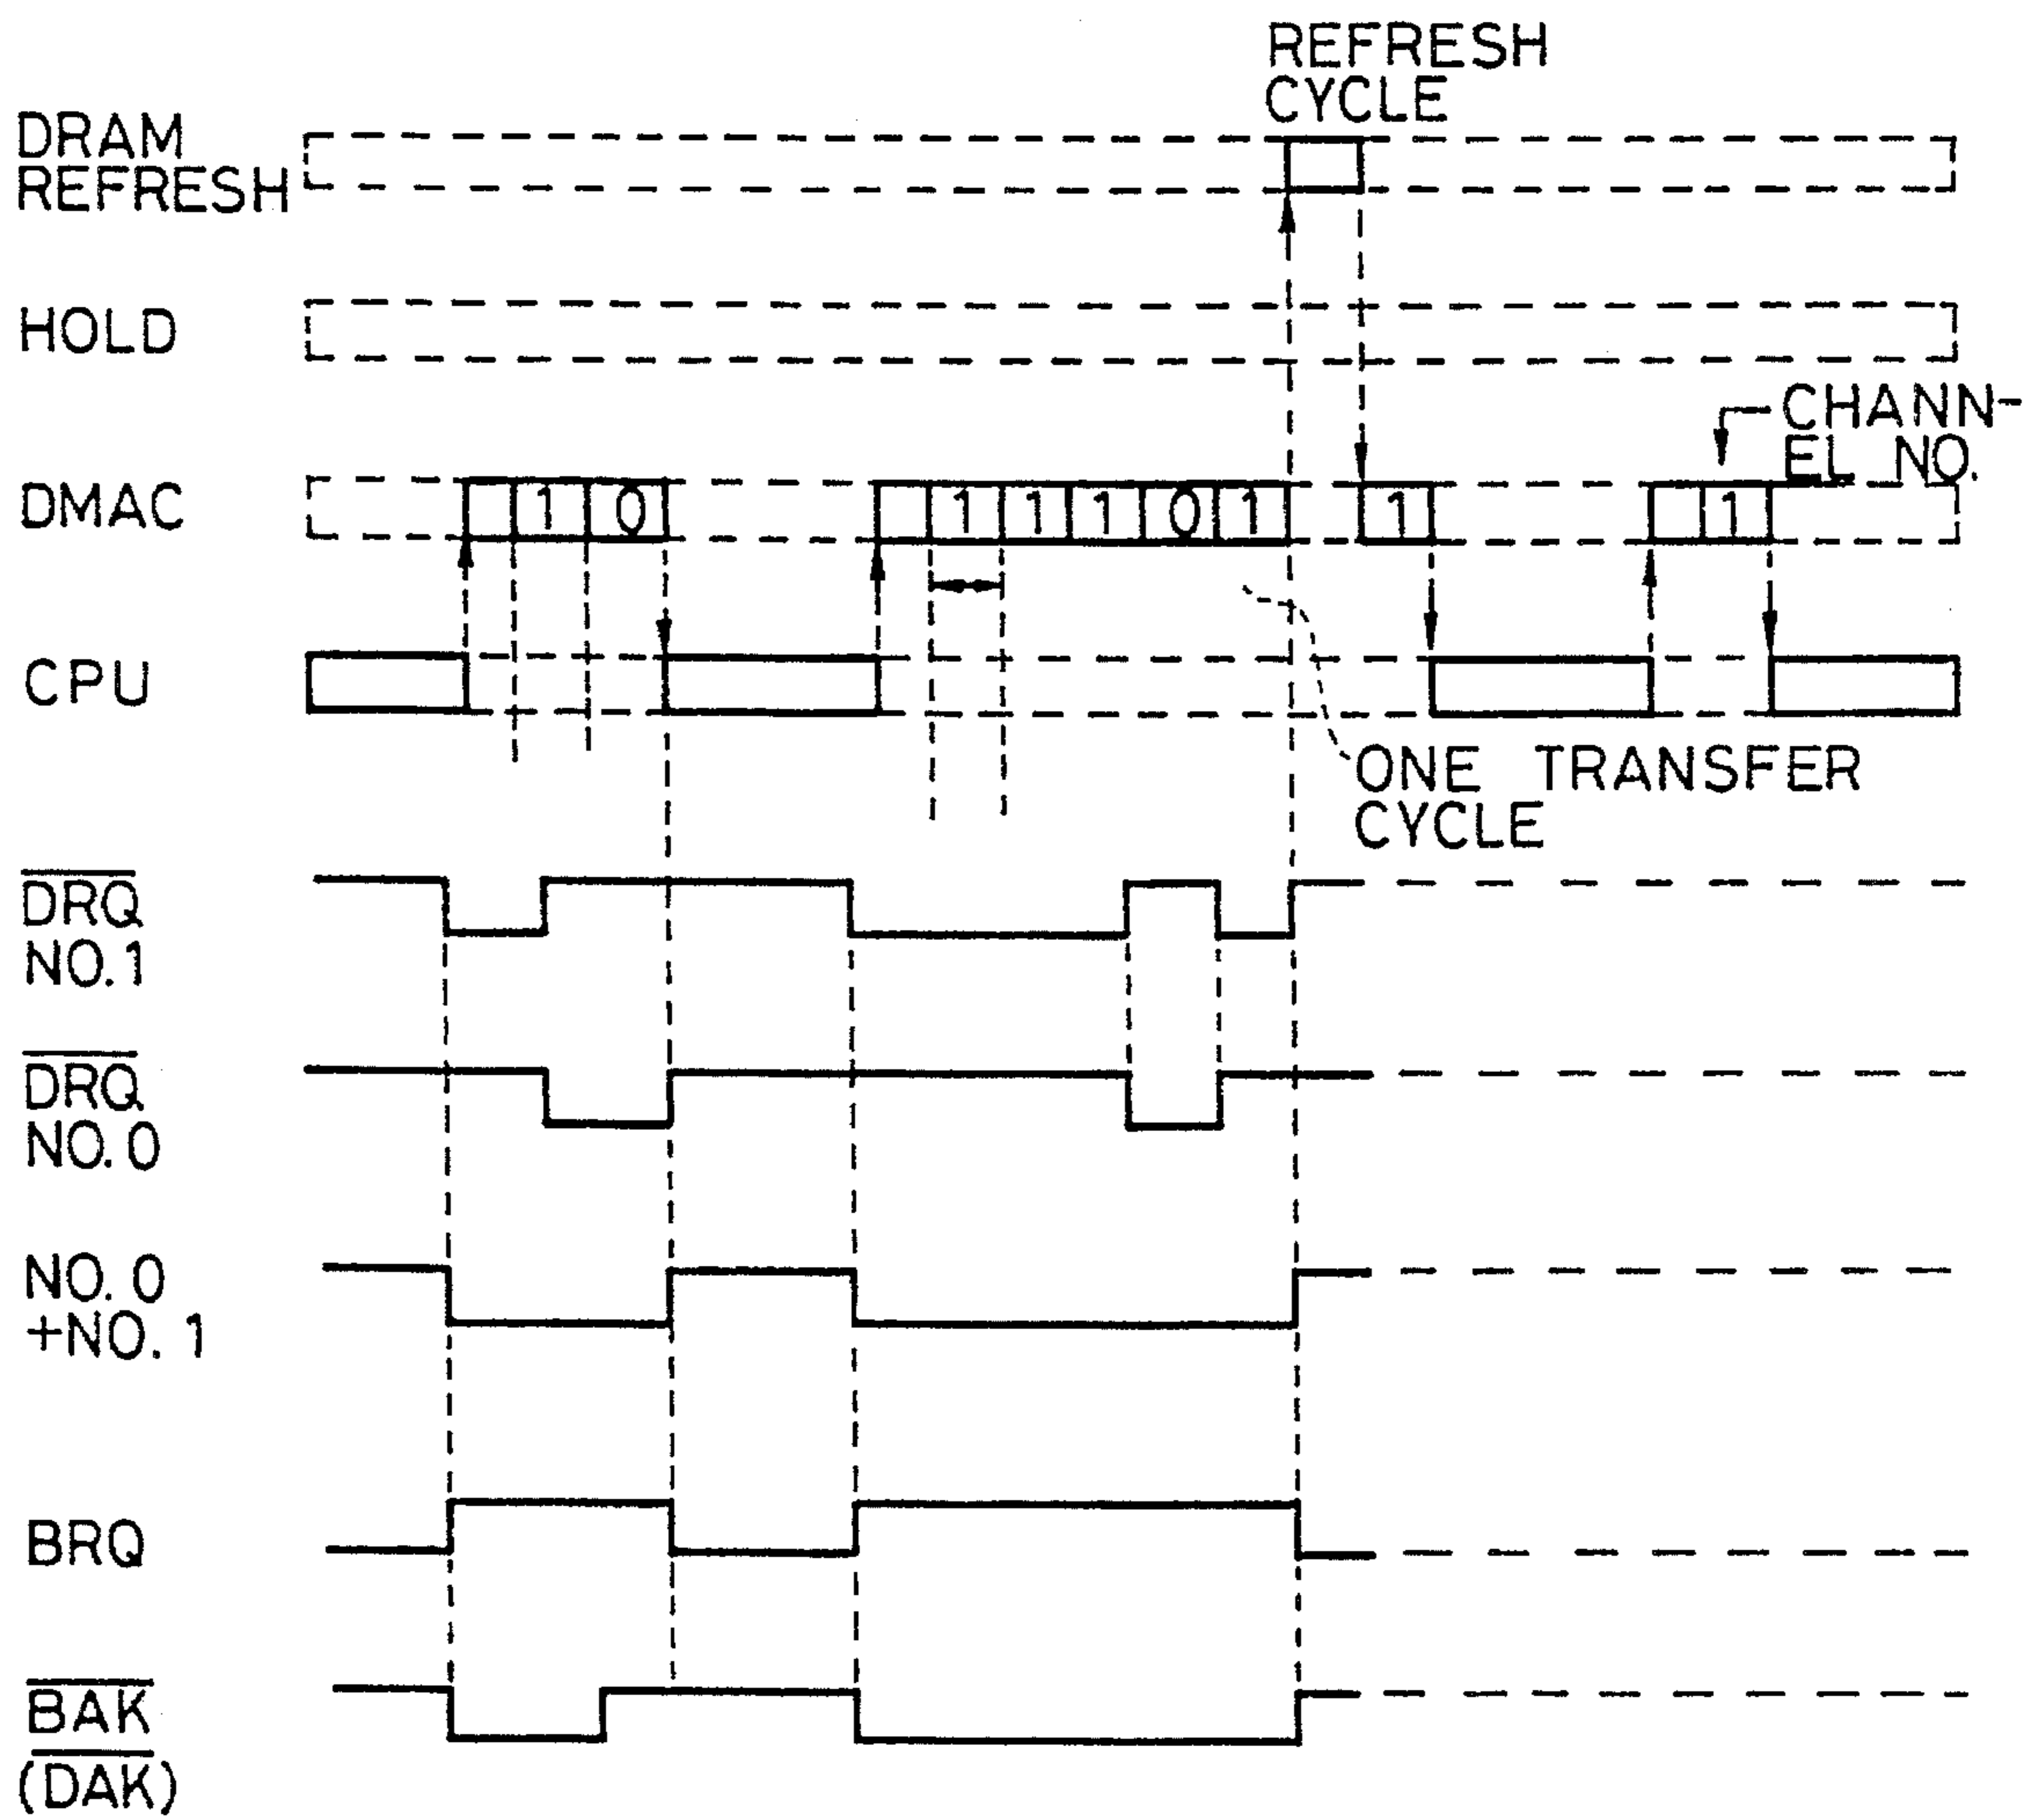 REFRESH
CYCLE
DRAM
REFRESH
HOLD
CHANN-
EL NO.
DMAC
1 0
1 1 1 0 1
1
1
CPU
ONE TRANSFER
CYCLE
DRQ
NO.1
DRQ
NO.0
NO.0
+NO.1
BRQ
BAK
(DAK)